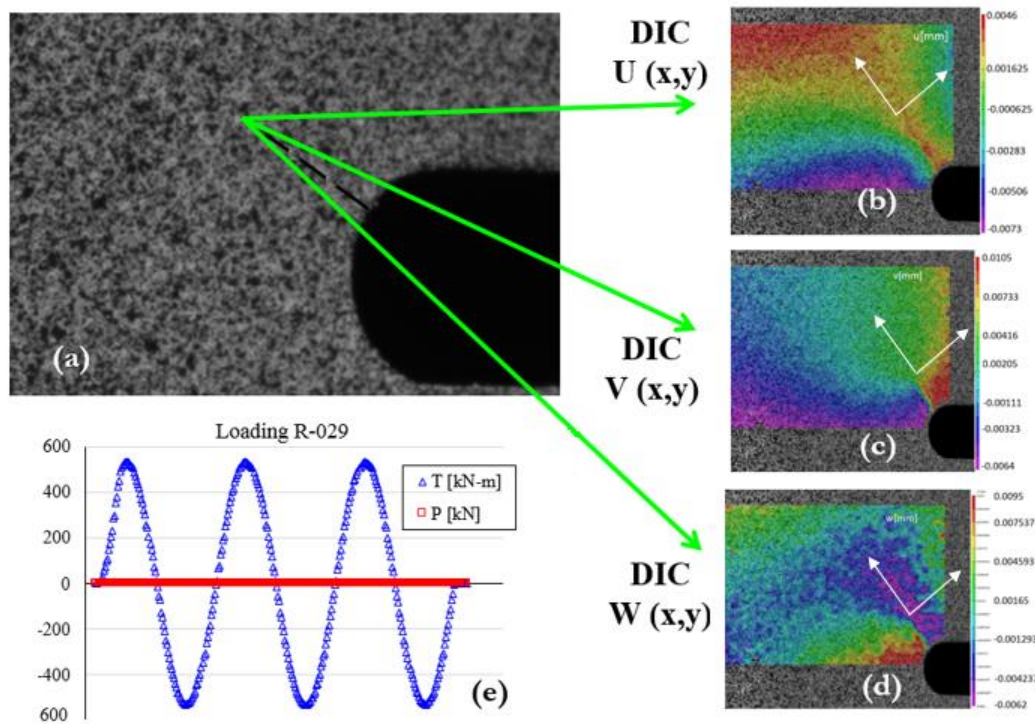 (a)
DIC
U (x,y)
DIC
V (x,y)
DIC
W (x,y)
u[mm]
(b)
0.0046
0.001625
-0.000625
-0.00283
-0.00506
-0.0073
v[mm]
(c)
0.0105
0.00733
0.00416
0.00205
-0.00111
-0.00323
-0.0064
w[mm]
(d)
0.0095
0.007537
0.004593
0.00165
-0.001293
-0.004237
-0.0062
Loading R-029
600
400
200
0
-200
-400
600
T [kN-m]
P [kN]
(e)